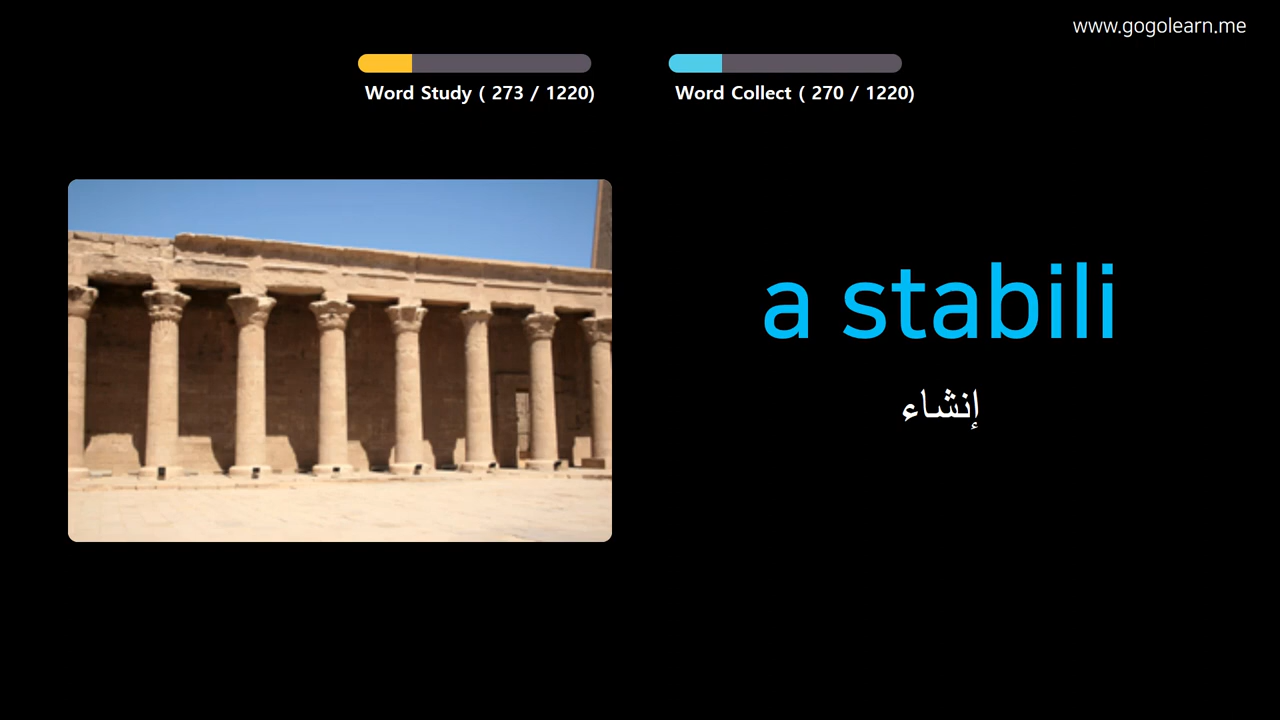 www.gogolearn.me
Word Study ( 273 / 1220)
Word Collect ( 270 / 1220)
a stabili
إنشاء